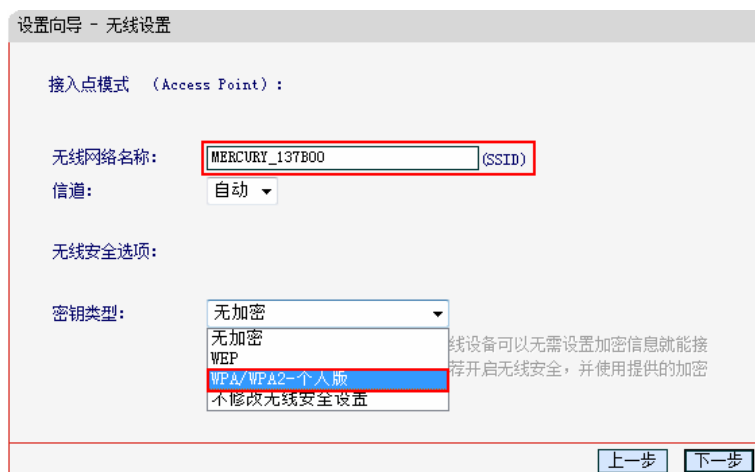 设置向导 - 无线设置
接入点模式 （Access Point）:
无线网络名称: MERCURY_137B00 (SSID)
信道: 自动
无线安全选项:
密钥类型: 无加密
无加密
WEP
WPA/WPA2-个人版
不修改无线安全设置
线设备可以无需设置加密信息就能接
荐开启无线安全，并使用提供的加密
上一步 下一步